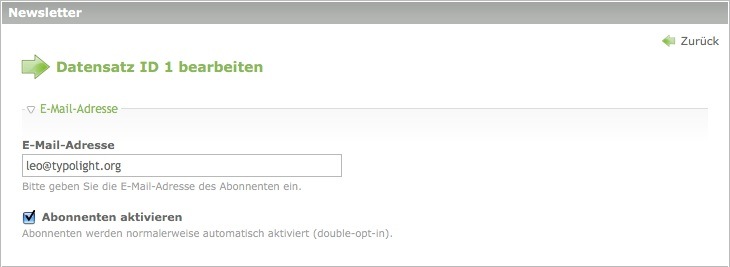 Newsletter
Zurück
Datensatz ID 1 bearbeiten
E-Mail-Adresse
E-Mail-Adresse
leo@typolight.org
Bitte geben Sie die E-Mail-Adresse des Abonnenten ein.
Abonnenten aktivieren
Abonnenten werden normalerweise automatisch aktiviert (double-opt-in).